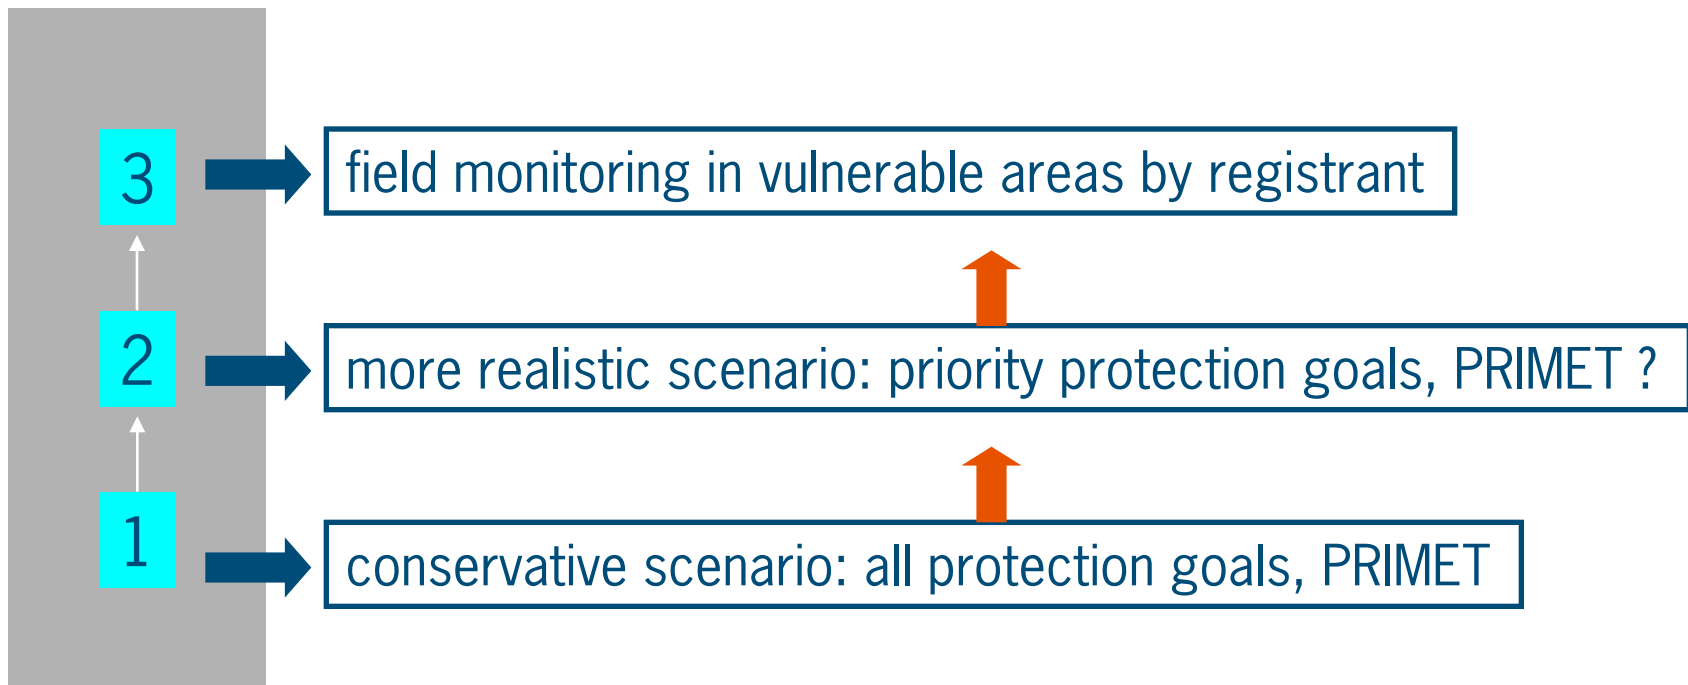 3
field monitoring in vulnerable areas by registrant
2
more realistic scenario: priority protection goals, PRIMET ?
1
conservative scenario: all protection goals, PRIMET